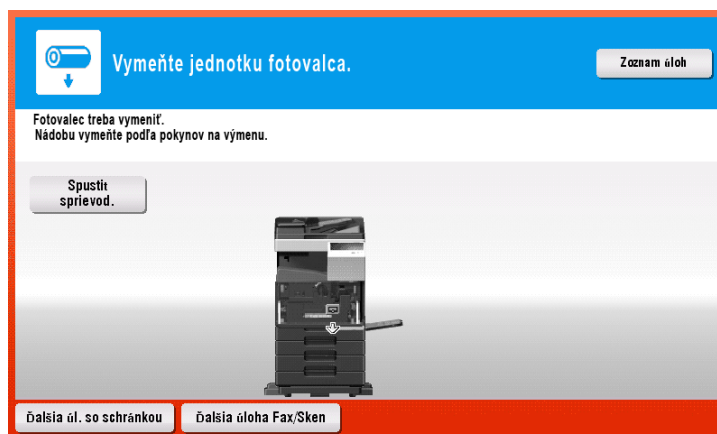 Vymeňte jednotku fotovalca.
Zoznam úloh
Fotovalec treba vymeniť.
Nádobu vymeňte podľa pokynov na výmenu.
Spustiť
sprievod.
Ďalšia úl. so schránkou
Ďalšia úloha Fax/Sken